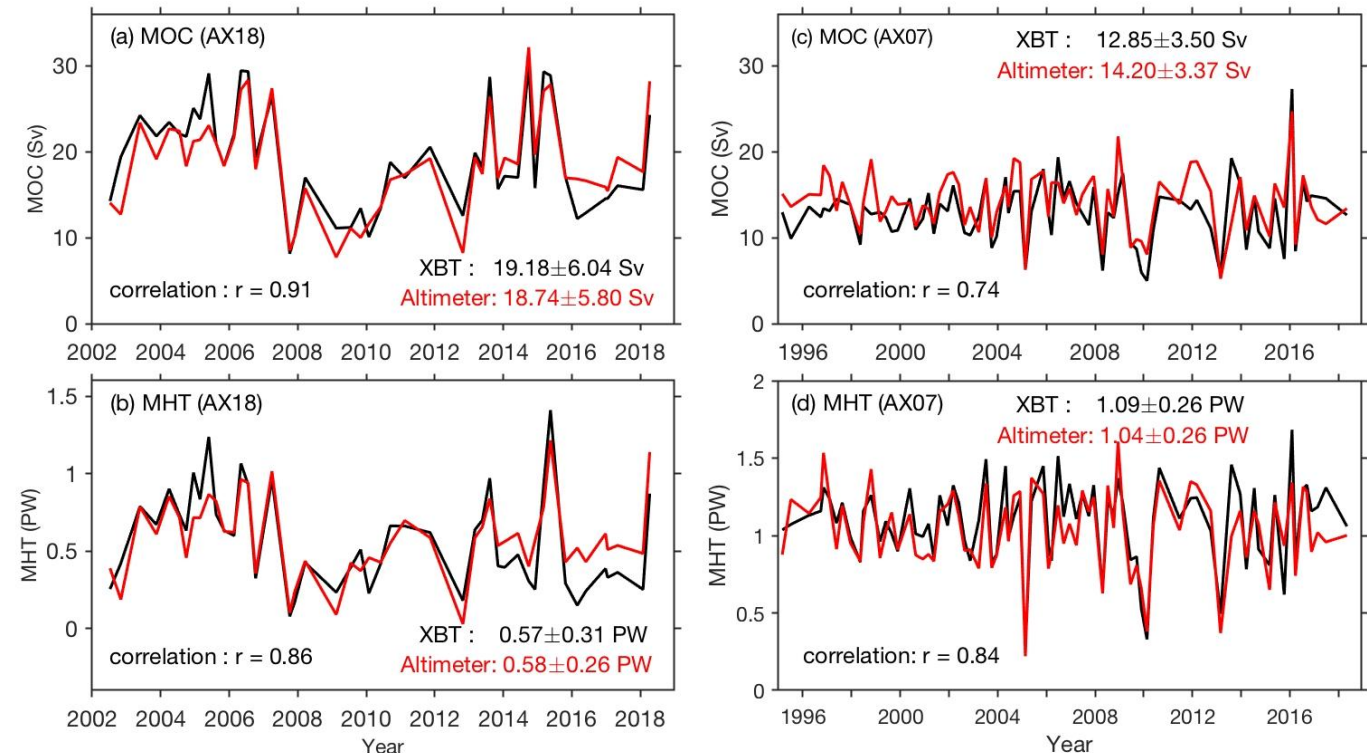 (a) MOC (AX18)
MOC (Sv)
30
20
10
0
XBT : 19.18±6.04 Sv
Altimeter: 18.74±5.80 Sv
correlation : r = 0.91
2002 2004 2006 2008 2010 2012 2014 2016 2018
(c) MOC (AX07)
XBT : 12.85±3.50 Sv
Altimeter: 14.20±3.37 Sv
MOC (Sv)
30
20
10
0
correlation: r = 0.74
1996 2000 2004 2008 2012 2016
(b) MHT (AX18)
MHT (PW)
1.5
1
0.5
0
XBT : 0.57±0.31 PW
Altimeter: 0.58±0.26 PW
correlation : r = 0.86
2002 2004 2006 2008 2010 2012 2014 2016 2018
Year
(d) MHT (AX07)
XBT : 1.09±0.26 PW
Altimeter: 1.04±0.26 PW
MHT (PW)
2
1.5
1
0.5
0
correlation: r = 0.84
1996 2000 2004 2008 2012 2016
Year